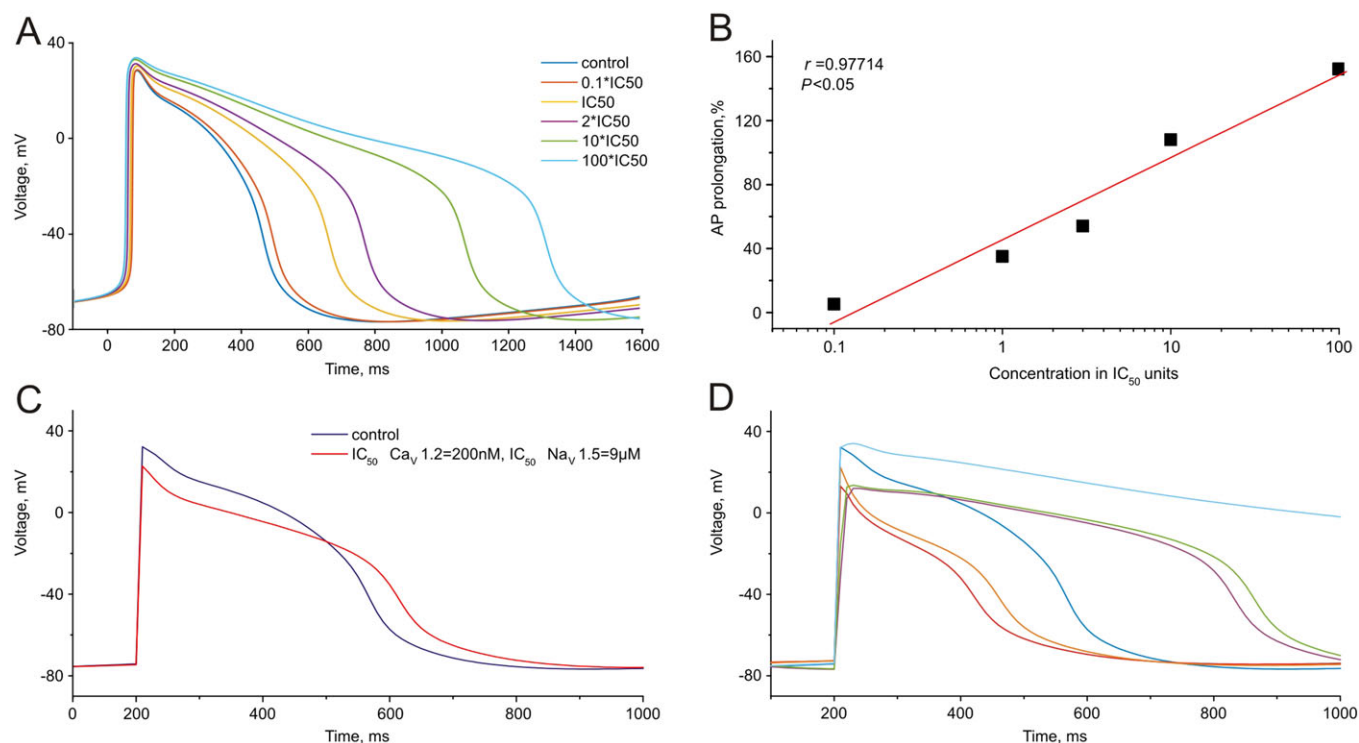 A
40
0
-40
-80
Voltage, mV
0 200 400 600 800 1000 1200 1400 1600
Time, ms
control
0.1*IC50
IC50
2*IC50
10*IC50
100*IC50
B
r =0.97714
P<0.05
160
120
80
40
0
AP prolongation,%
0.1 1 10 100
Concentration in IC₅₀ units
C
control
IC₅₀ Caᵥ 1.2=200nM, IC₅₀ Naᵥ 1.5=9µM
40
0
-40
-80
Voltage, mV
0 200 400 600 800 1000
Time, ms
D
40
0
-40
-80
Voltage, mV
200 400 600 800 1000
Time, ms